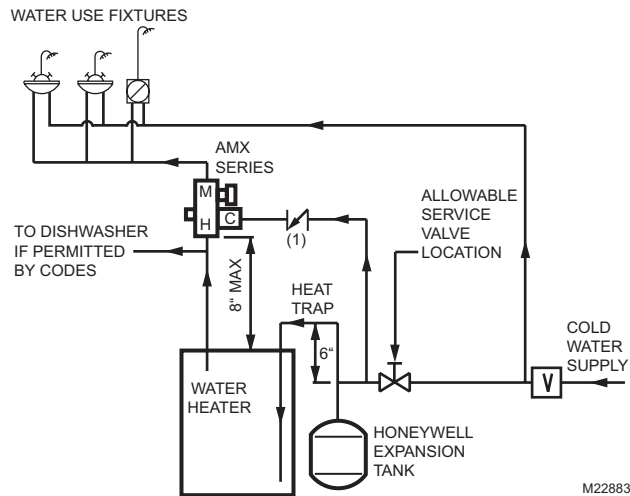 WATER USE FIXTURES
AMX
SERIES
M
H
C
(1)
ALLOWABLE
SERVICE
VALVE
LOCATION
TO DISHWASHER
IF PERMITTED
BY CODES
8" MAX
HEAT
TRAP
6"
COLD
WATER
SUPPLY
V
WATER
HEATER
HONEYWELL
EXPANSION
TANK
M22883